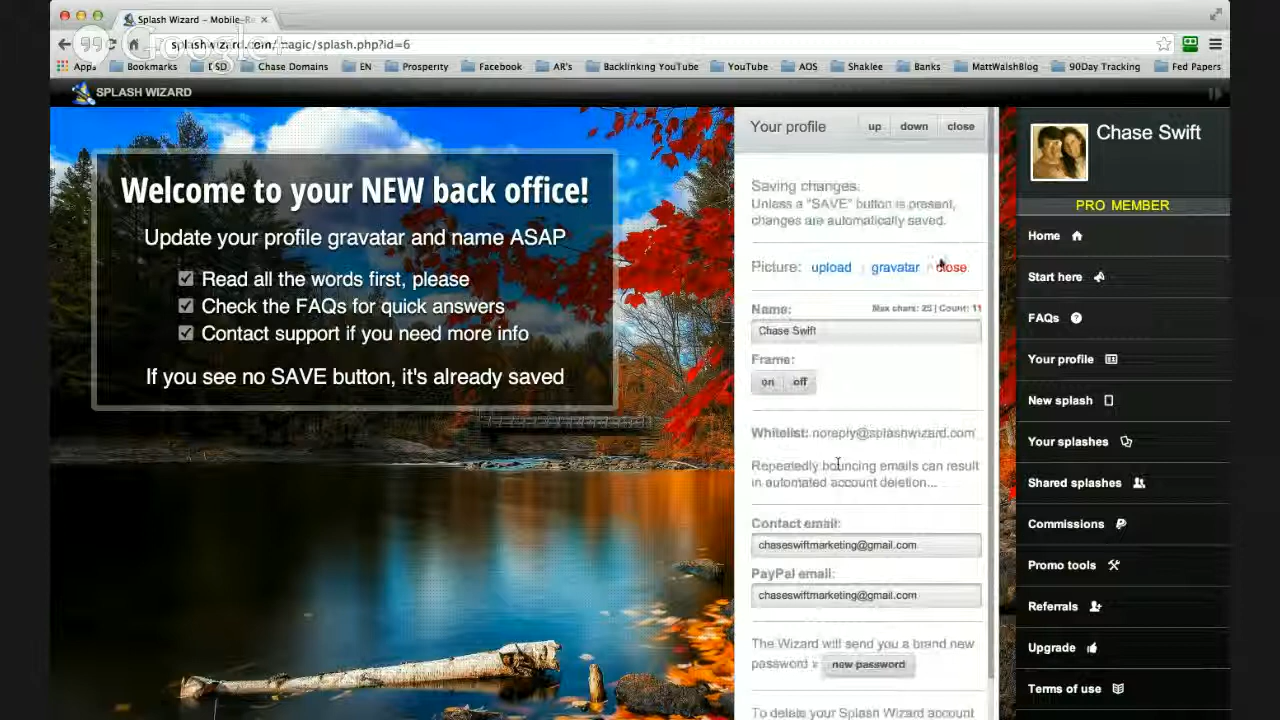 Splash Wizard – Mobile-Re
Google+
splashwizard.com/magic/splash.php?id=6
Apps
Bookmarks
SD
Chase Domains
EN
Prosperity
Facebook
AR's
Backlinking YouTube
YouTube
AOS
Shaklee
Banks
MattWalshBlog
90Day Tracking
Fed Papers
SPLASH WIZARD
Welcome to your NEW back office!
Update your profile gravatar and name ASAP
Read all the words first, please
Check the FAQs for quick answers
Contact support if you need more info
If you see no SAVE button, it's already saved
Your profile up down close
Saving changes.
Unless a "SAVE" button is present,
changes are automatically saved.
Picture: upload gravatar close
Name: Max chars: 25 | Count: 11
Chase Swift
Frame:
on off
Whitelist: noreply@splashwizard.com
Repeatedly bouncing emails can result
in automated account deletion...
Contact email:
chaseswiftmarketing@gmail.com
PayPal email:
chaseswiftmarketing@gmail.com
The Wizard will send you a brand new
password » new password
To delete your Splash Wizard account
Chase Swift
PRO MEMBER
Home
Start here
FAQs
Your profile
New splash
Your splashes
Shared splashes
Commissions
Promo tools
Referrals
Upgrade
Terms of use